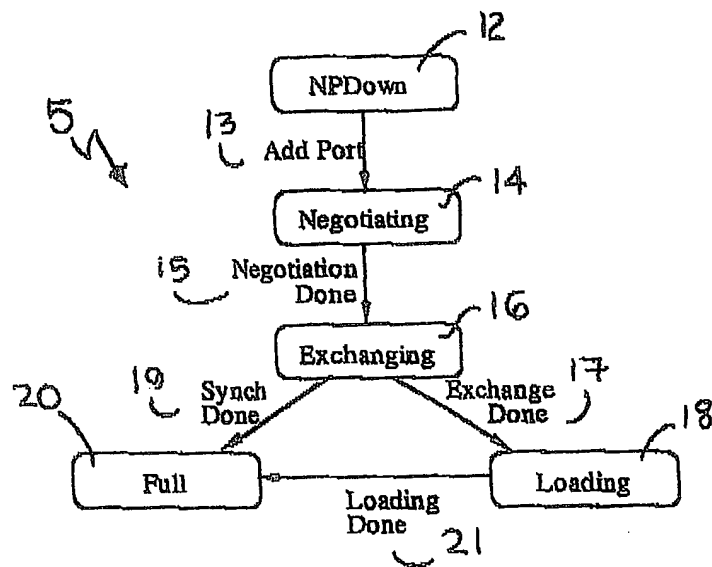 12
NPDown
5
13
Add Port
14
Negotiating
15
Negotiation
Done
16
Exchanging
19
Synch
Done
Exchange
Done
17
20
18
Full
Loading
Loading
Done
21